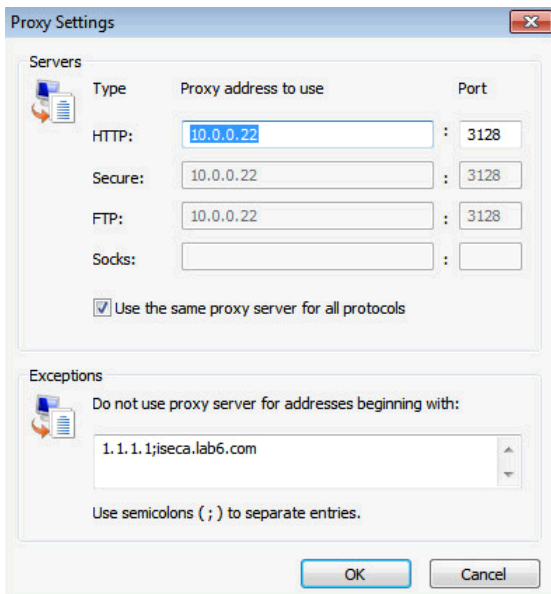 Proxy Settings
Servers
Type Proxy address to use Port
HTTP: 10.0.0.22 : 3128
Secure: 10.0.0.22 : 3128
FTP: 10.0.0.22 : 3128
Socks: :
Use the same proxy server for all protocols
Exceptions
Do not use proxy server for addresses beginning with:
1.1.1.1;iseca.lab6.com
Use semicolons ( ; ) to separate entries.
OK Cancel